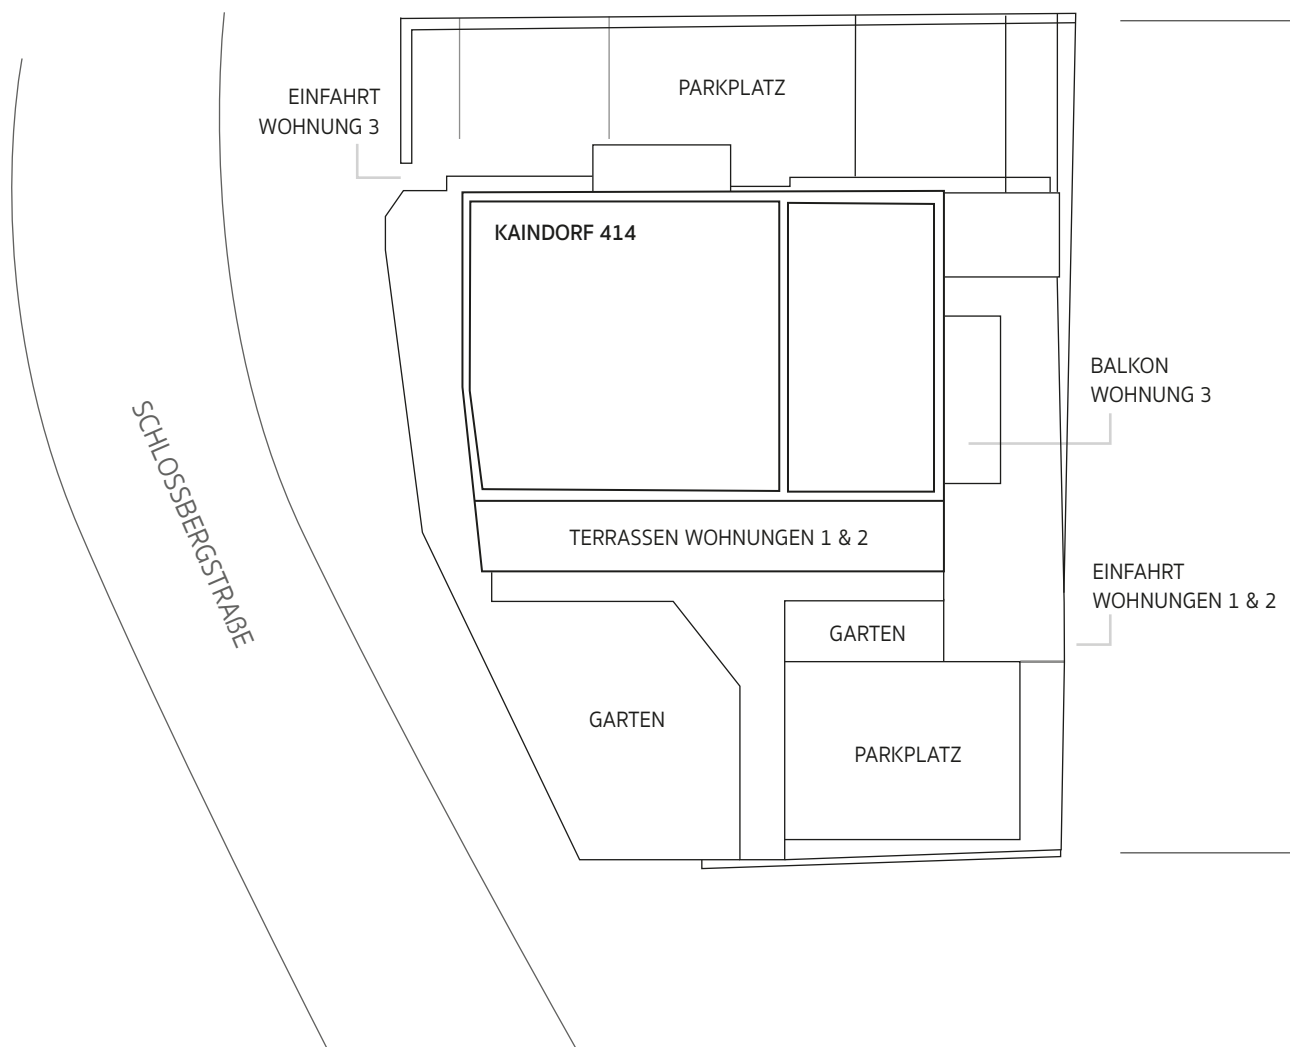 PARKPLATZ
EINFAHRT
WOHNUNG 3
KAINDORF 414
BALKON
WOHNUNG 3
SCHLOSSBERGSTRAßE
TERRASSEN WOHNUNGEN 1 & 2
EINFAHRT
WOHNUNGEN 1 & 2
GARTEN
GARTEN
PARKPLATZ